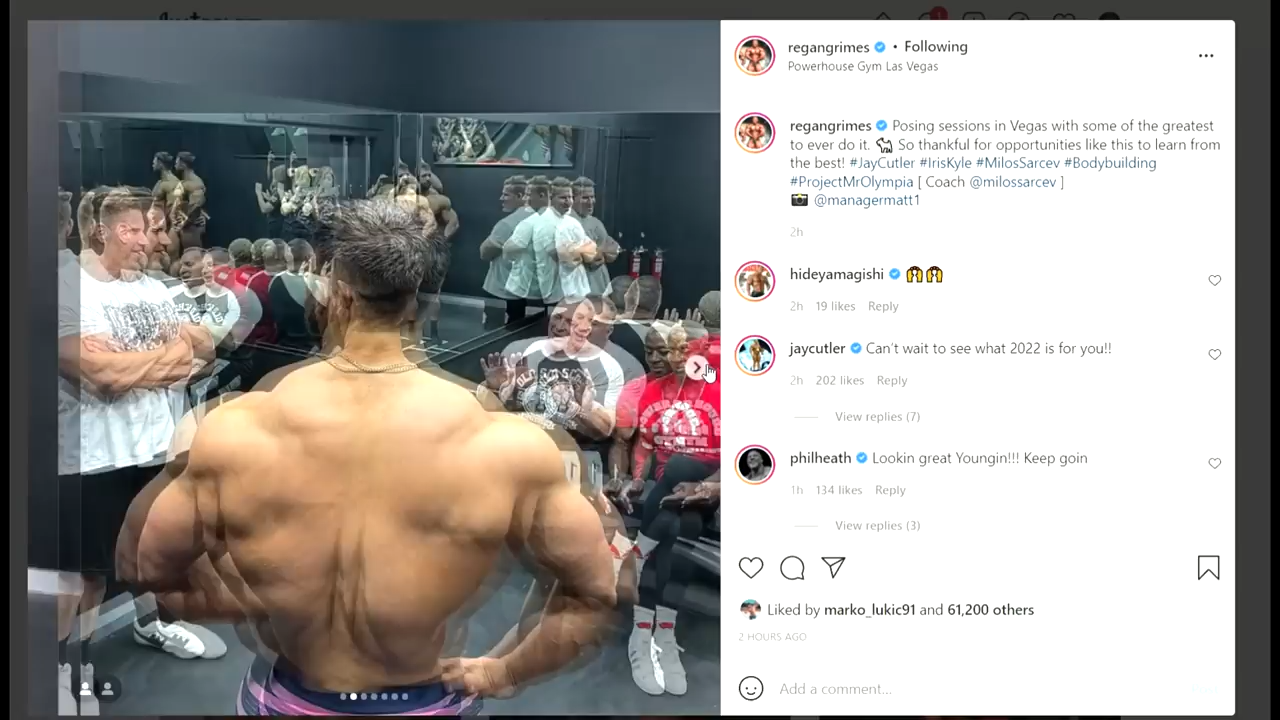 regangrimes • Following
Powerhouse Gym Las Vegas
regangrimes Posing sessions in Vegas with some of the greatest
to ever do it. 🐐 So thankful for opportunities like this to learn from
the best! #JayCutler #IrisKyle #MilosSarcev #Bodybuilding
#ProjectMrOlympia [ Coach @milossarcev ]
📸 @managermatt1
2h
hideyamagishi 🙌🙌
2h 19 likes Reply
jaycutler Can't wait to see what 2022 is for you!!
2h 202 likes Reply
View replies (7)
philheath Lookin great Youngin!!! Keep goin
1h 134 likes Reply
View replies (3)
Liked by marko_lukic91 and 61,200 others
2 HOURS AGO
Add a comment...